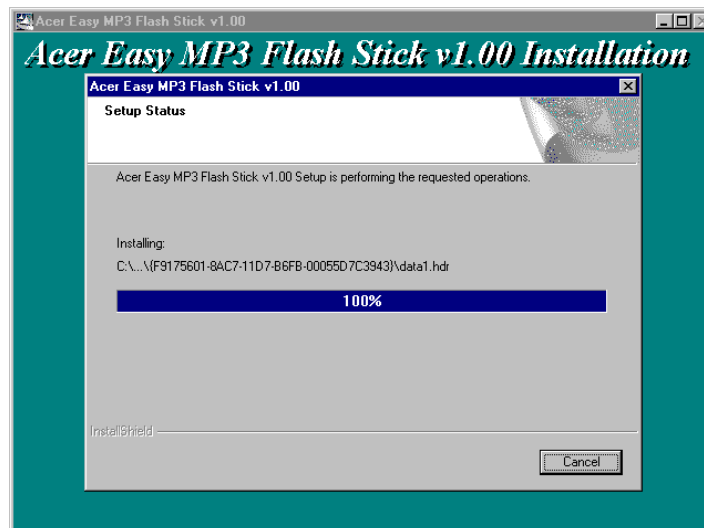 Acer Easy MP3 Flash Stick v1.00
Acer Easy MP3 Flash Stick v1.00 Installation
Acer Easy MP3 Flash Stick v1.00
Setup Status
Acer Easy MP3 Flash Stick v1.00 Setup is performing the requested operations.
Installing:
C:\...\{F9175601-8AC7-11D7-B6FB-00055D7C3943}\data1.hdr
100%
InstallShield
Cancel